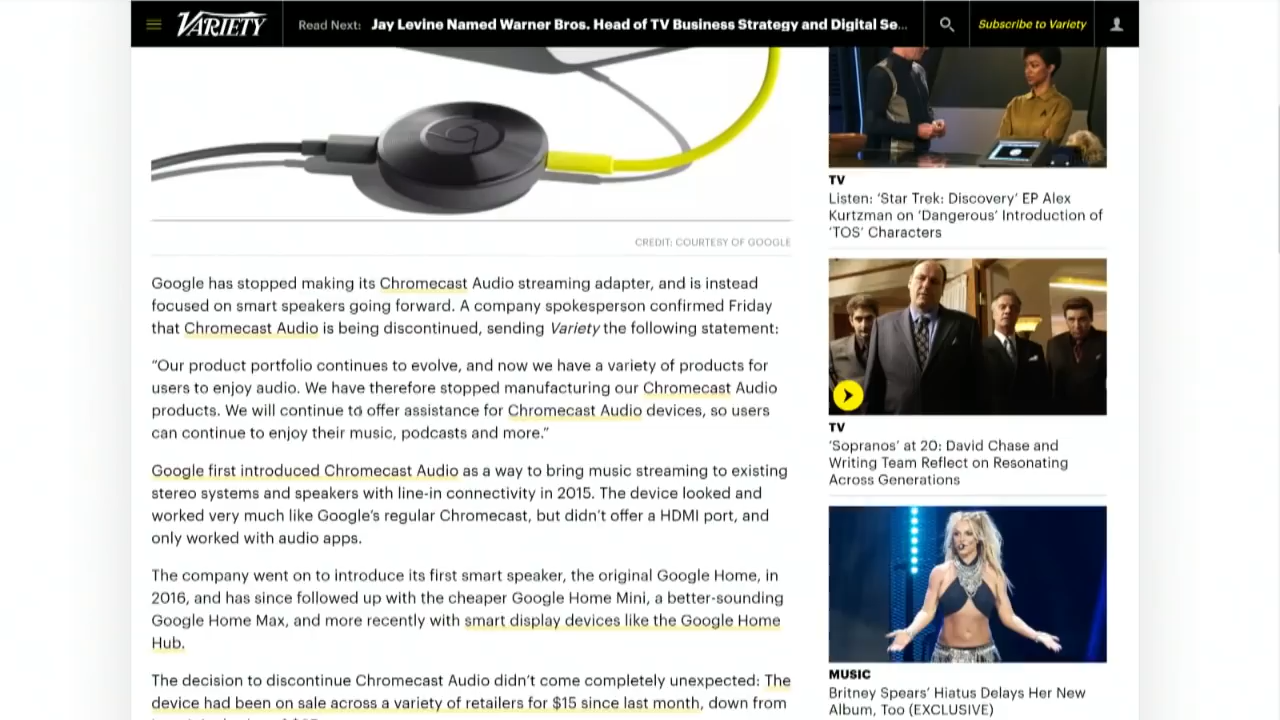 VARIETY
Read Next: Jay Levine Named Warner Bros. Head of TV Business Strategy and Digital Se...
Subscribe to Variety
CREDIT: COURTESY OF GOOGLE
Google has stopped making its Chromecast Audio streaming adapter, and is instead
focused on smart speakers going forward. A company spokesperson confirmed Friday
that Chromecast Audio is being discontinued, sending Variety the following statement:
“Our product portfolio continues to evolve, and now we have a variety of products for
users to enjoy audio. We have therefore stopped manufacturing our Chromecast Audio
products. We will continue to offer assistance for Chromecast Audio devices, so users
can continue to enjoy their music, podcasts and more.”
Google first introduced Chromecast Audio as a way to bring music streaming to existing
stereo systems and speakers with line-in connectivity in 2015. The device looked and
worked very much like Google’s regular Chromecast, but didn’t offer a HDMI port, and
only worked with audio apps.
The company went on to introduce its first smart speaker, the original Google Home, in
2016, and has since followed up with the cheaper Google Home Mini, a better-sounding
Google Home Max, and more recently with smart display devices like the Google Home
Hub.
The decision to discontinue Chromecast Audio didn’t come completely unexpected: The
device had been on sale across a variety of retailers for $15 since last month, down from
TV
Listen: ‘Star Trek: Discovery’ EP Alex
Kurtzman on ‘Dangerous’ Introduction of
‘TOS’ Characters
TV
‘Sopranos’ at 20: David Chase and
Writing Team Reflect on Resonating
Across Generations
MUSIC
Britney Spears’ Hiatus Delays Her New
Album, Too (EXCLUSIVE)